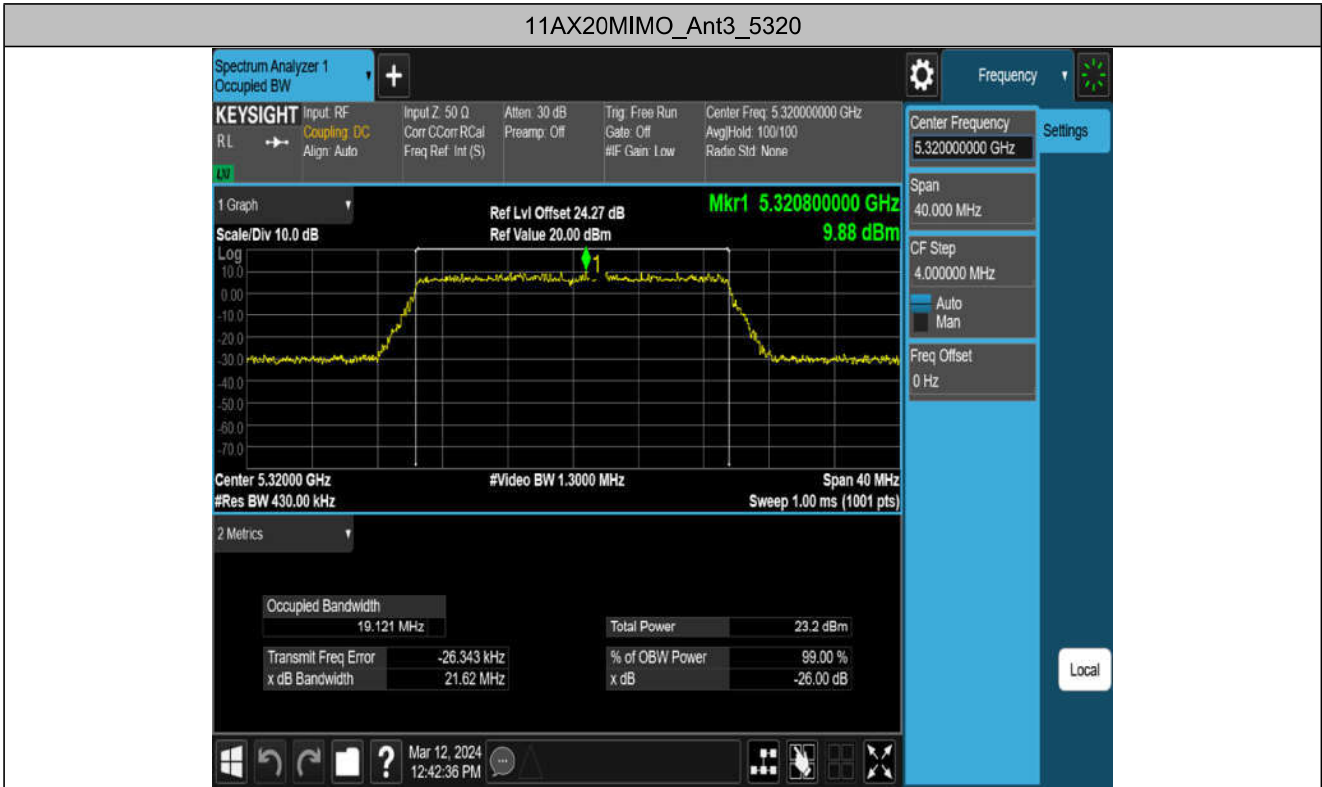 11AX20MIMO_Ant3_5320
Spectrum Analyzer 1
Occupied BW
Frequency
KEYSIGHT
RL
Input: RF
Coupling: DC
Align: Auto
Input Z: 50 Ω
Corr CCorr RCal
Freq Ref: Int (S)
Atten: 30 dB
Preamp: Off
Trig: Free Run
Gate: Off
#IF Gain: Low
Center Freq: 5.320000000 GHz
Avg|Hold: 100/100
Radio Std: None
Center Frequency
5.320000000 GHz
Settings
Span
40.000 MHz
CF Step
4.000000 MHz
Auto
Man
Freq Offset
0 Hz
Local
1 Graph
Scale/Div 10.0 dB
Ref Lvl Offset 24.27 dB
Ref Value 20.00 dBm
Mkr1 5.320800000 GHz
9.88 dBm
Log
10.0
0.00
-10.0
-20.0
-30.0
-40.0
-50.0
-60.0
-70.0
1
Center 5.32000 GHz
#Video BW 1.3000 MHz
Span 40 MHz
#Res BW 430.00 kHz
Sweep 1.00 ms (1001 pts)
2 Metrics
Occupied Bandwidth
19.121 MHz
Total Power 23.2 dBm
Transmit Freq Error -26.343 kHz
% of OBW Power 99.00 %
x dB Bandwidth 21.62 MHz
x dB -26.00 dB
Mar 12, 2024
12:42:36 PM